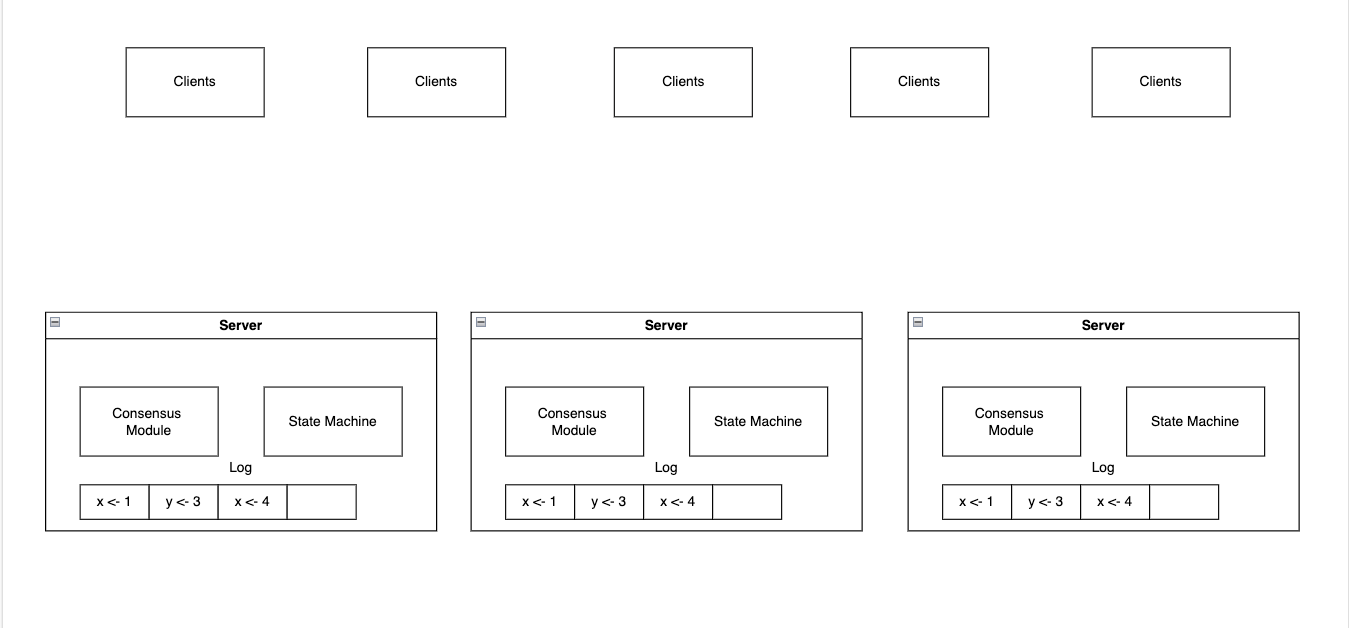 Clients
Clients
Clients
Clients
Clients
Server
Consensus
Module
State Machine
Log
x <- 1
y <- 3
x <- 4
Server
Consensus
Module
State Machine
Log
x <- 1
y <- 3
x <- 4
Server
Consensus
Module
State Machine
Log
x <- 1
y <- 3
x <- 4